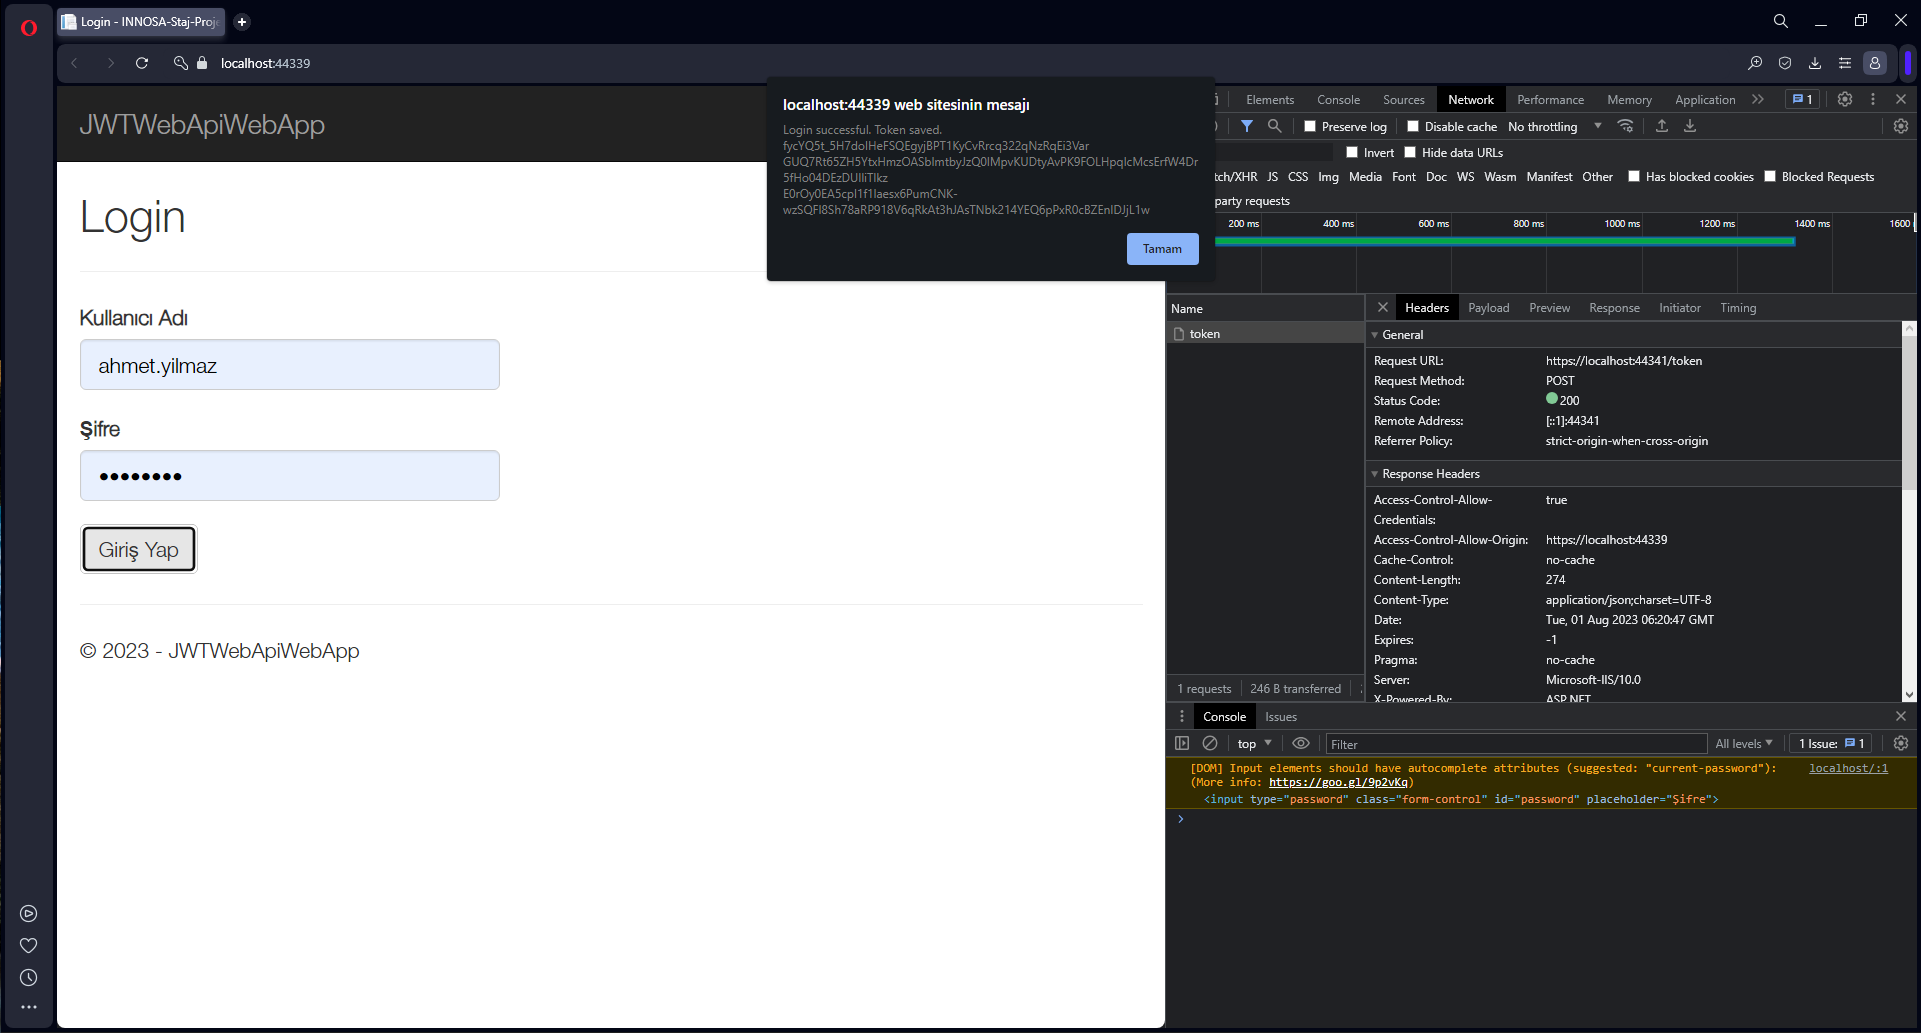 Login - INNOSA-Staj-Proj
localhost:44339
JWTWebApiWebApp
Login
Kullanıcı Adı
ahmet.yilmaz
Şifre
Giriş Yap
© 2023 - JWTWebApiWebApp
localhost:44339 web sitesinin mesajı
Login successful. Token saved.
fycYQ5t_5H7dolHeFSQEgyjBPT1KyCvRrcq322qNzRqEi3Var
GUQ7Rt65ZH5YtxHmzOASbImtbyJzQ0IMpvKUDtyAvPK9FOLHpqIcMcsErfW4Dr
5fHo04DEzDUlliTlkz
E0rOy0EA5cpI1f1Iaesx6PumCNK-
wzSQFI8Sh78aRP918V6qRkAt3hJAsTNbk214YEQ6pPxR0cBZEnIDJjL1w
Tamam
Elements Console Sources Network Performance Memory Application 1
Preserve log Disable cache No throttling
Invert Hide data URLs
tch/XHR JS CSS Img Media Font Doc WS Wasm Manifest Other Has blocked cookies Blocked Requests
party requests
200 ms 400 ms 600 ms 800 ms 1000 ms 1200 ms 1400 ms 1600
Name
token
1 requests 246 B transferred
Headers Payload Preview Response Initiator Timing
General
Request URL: https://localhost:44341/token
Request Method: POST
Status Code: 200
Remote Address: [::1]:44341
Referrer Policy: strict-origin-when-cross-origin
Response Headers
Access-Control-Allow- true
Credentials:
Access-Control-Allow-Origin: https://localhost:44339
Cache-Control: no-cache
Content-Length: 274
Content-Type: application/json;charset=UTF-8
Date: Tue, 01 Aug 2023 06:20:47 GMT
Expires: -1
Pragma: no-cache
Server: Microsoft-IIS/10.0
X-Powered-By: ASP.NET
Console Issues
top Filter All levels 1 Issue: 1
[DOM] Input elements should have autocomplete attributes (suggested: "current-password"): localhost/:1
(More info: https://goo.gl/9p2vKq)
<input type="password" class="form-control" id="password" placeholder="Şifre">